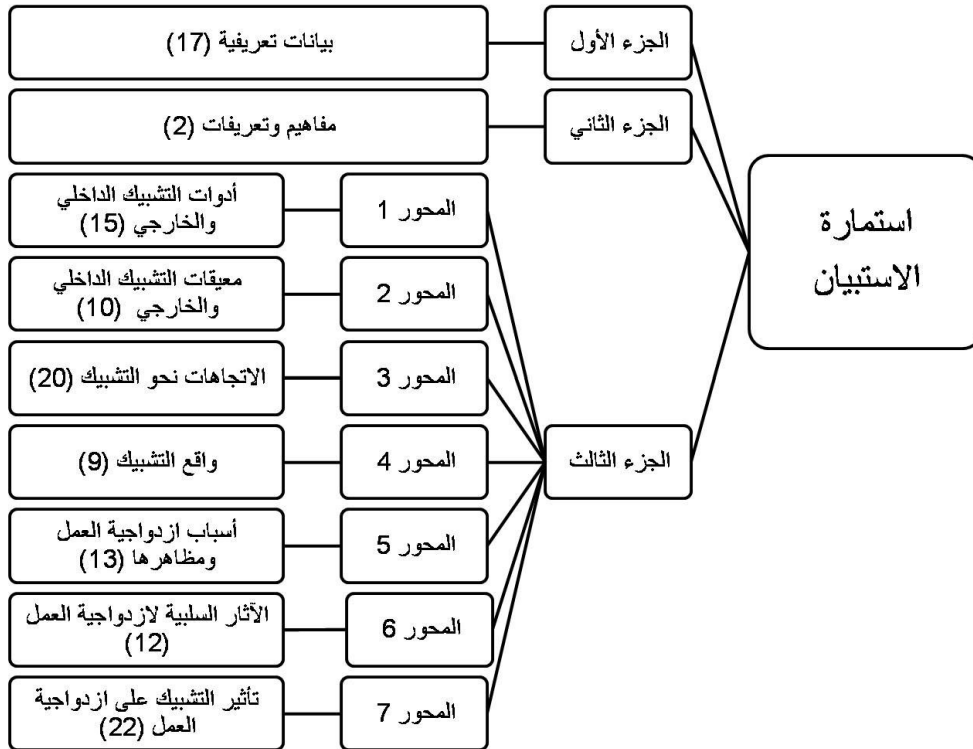 استمارة
الاستبيان
الجزء الأول
بيانات تعريفية (17)
الجزء الثاني
مفاهيم وتعريفات (2)
الجزء الثالث
المحور 1
أدوات التشبيك الداخلي
والخارجي (15)
المحور 2
معيقات التشبيك الداخلي
والخارجي (10)
المحور 3
الاتجاهات نحو التشبيك (20)
المحور 4
واقع التشبيك (9)
المحور 5
أسباب ازدواجية العمل
ومظاهرها (13)
المحور 6
الآثار السلبية لازدواجية العمل
(12)
المحور 7
تأثير التشبيك على ازدواجية
العمل (22)